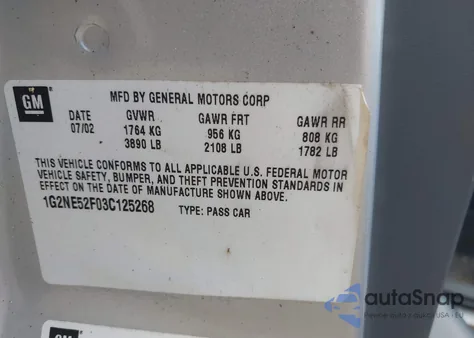 GM
MFD BY GENERAL MOTORS CORP
DATE GVWR GAWR FRT GAWR RR
07/02 1764 KG 956 KG 808 KG
3890 LB 2108 LB 1782 LB
THIS VEHICLE CONFORMS TO ALL APPLICABLE U.S. FEDERAL MOTOR
VEHICLE SAFETY, BUMPER, AND THEFT PREVENTION STANDARDS IN
EFFECT ON THE DATE OF MANUFACTURE SHOWN ABOVE.
1G2NE52F03C125268 TYPE: PASS CAR
autoSnap
GM